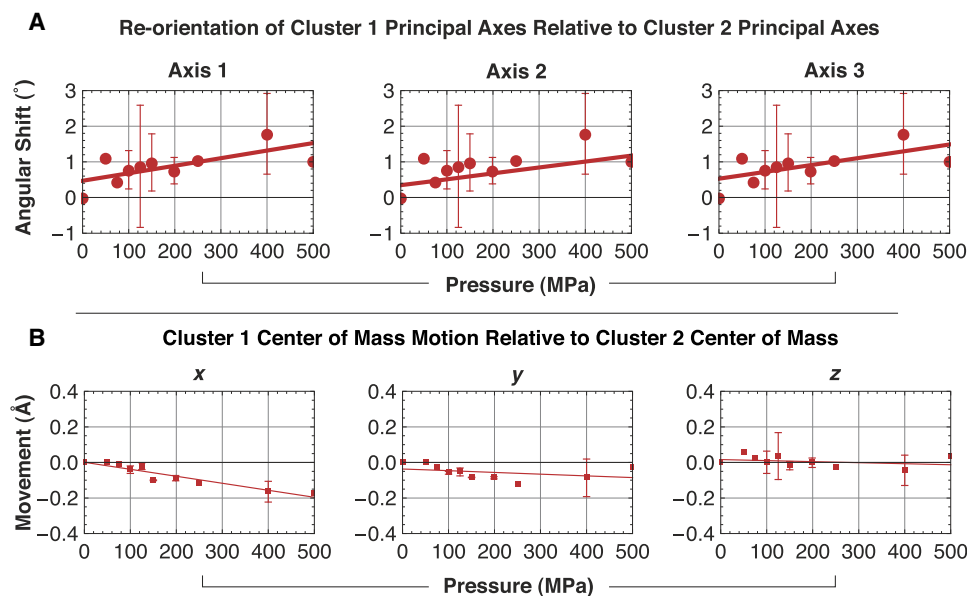 A
Re-orientation of Cluster 1 Principal Axes Relative to Cluster 2 Principal Axes
Axis 1
Axis 2
Axis 3
Angular Shift (°)
3
2
1
0
−1
0 100 200 300 400 500
3
2
1
0
−1
0 100 200 300 400 500
3
2
1
0
−1
0 100 200 300 400 500
Pressure (MPa)
B
Cluster 1 Center of Mass Motion Relative to Cluster 2 Center of Mass
x
y
z
Movement (Å)
0.4
0.2
0.0
−0.2
−0.4
0 100 200 300 400 500
0.4
0.2
0.0
−0.2
−0.4
0 100 200 300 400 500
0.4
0.2
0.0
−0.2
−0.4
0 100 200 300 400 500
Pressure (MPa)